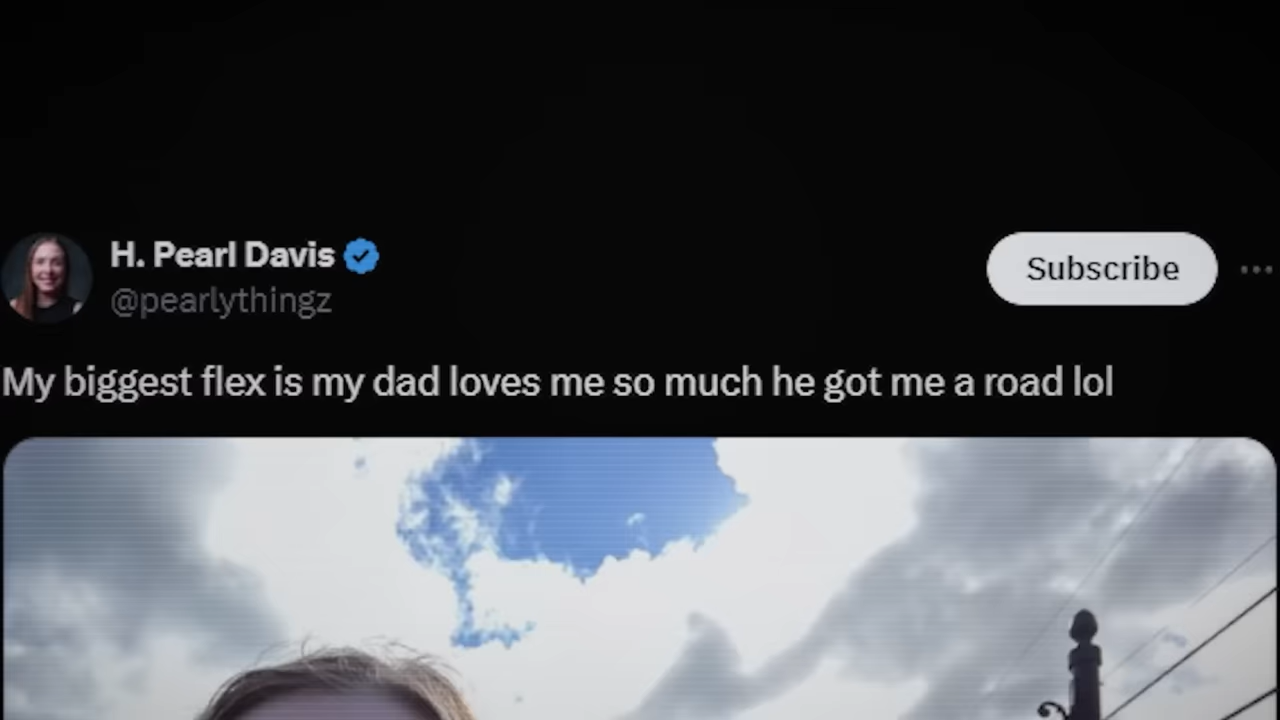 H. Pearl Davis
@pearlythingz
Subscribe
My biggest flex is my dad loves me so much he got me a road lol